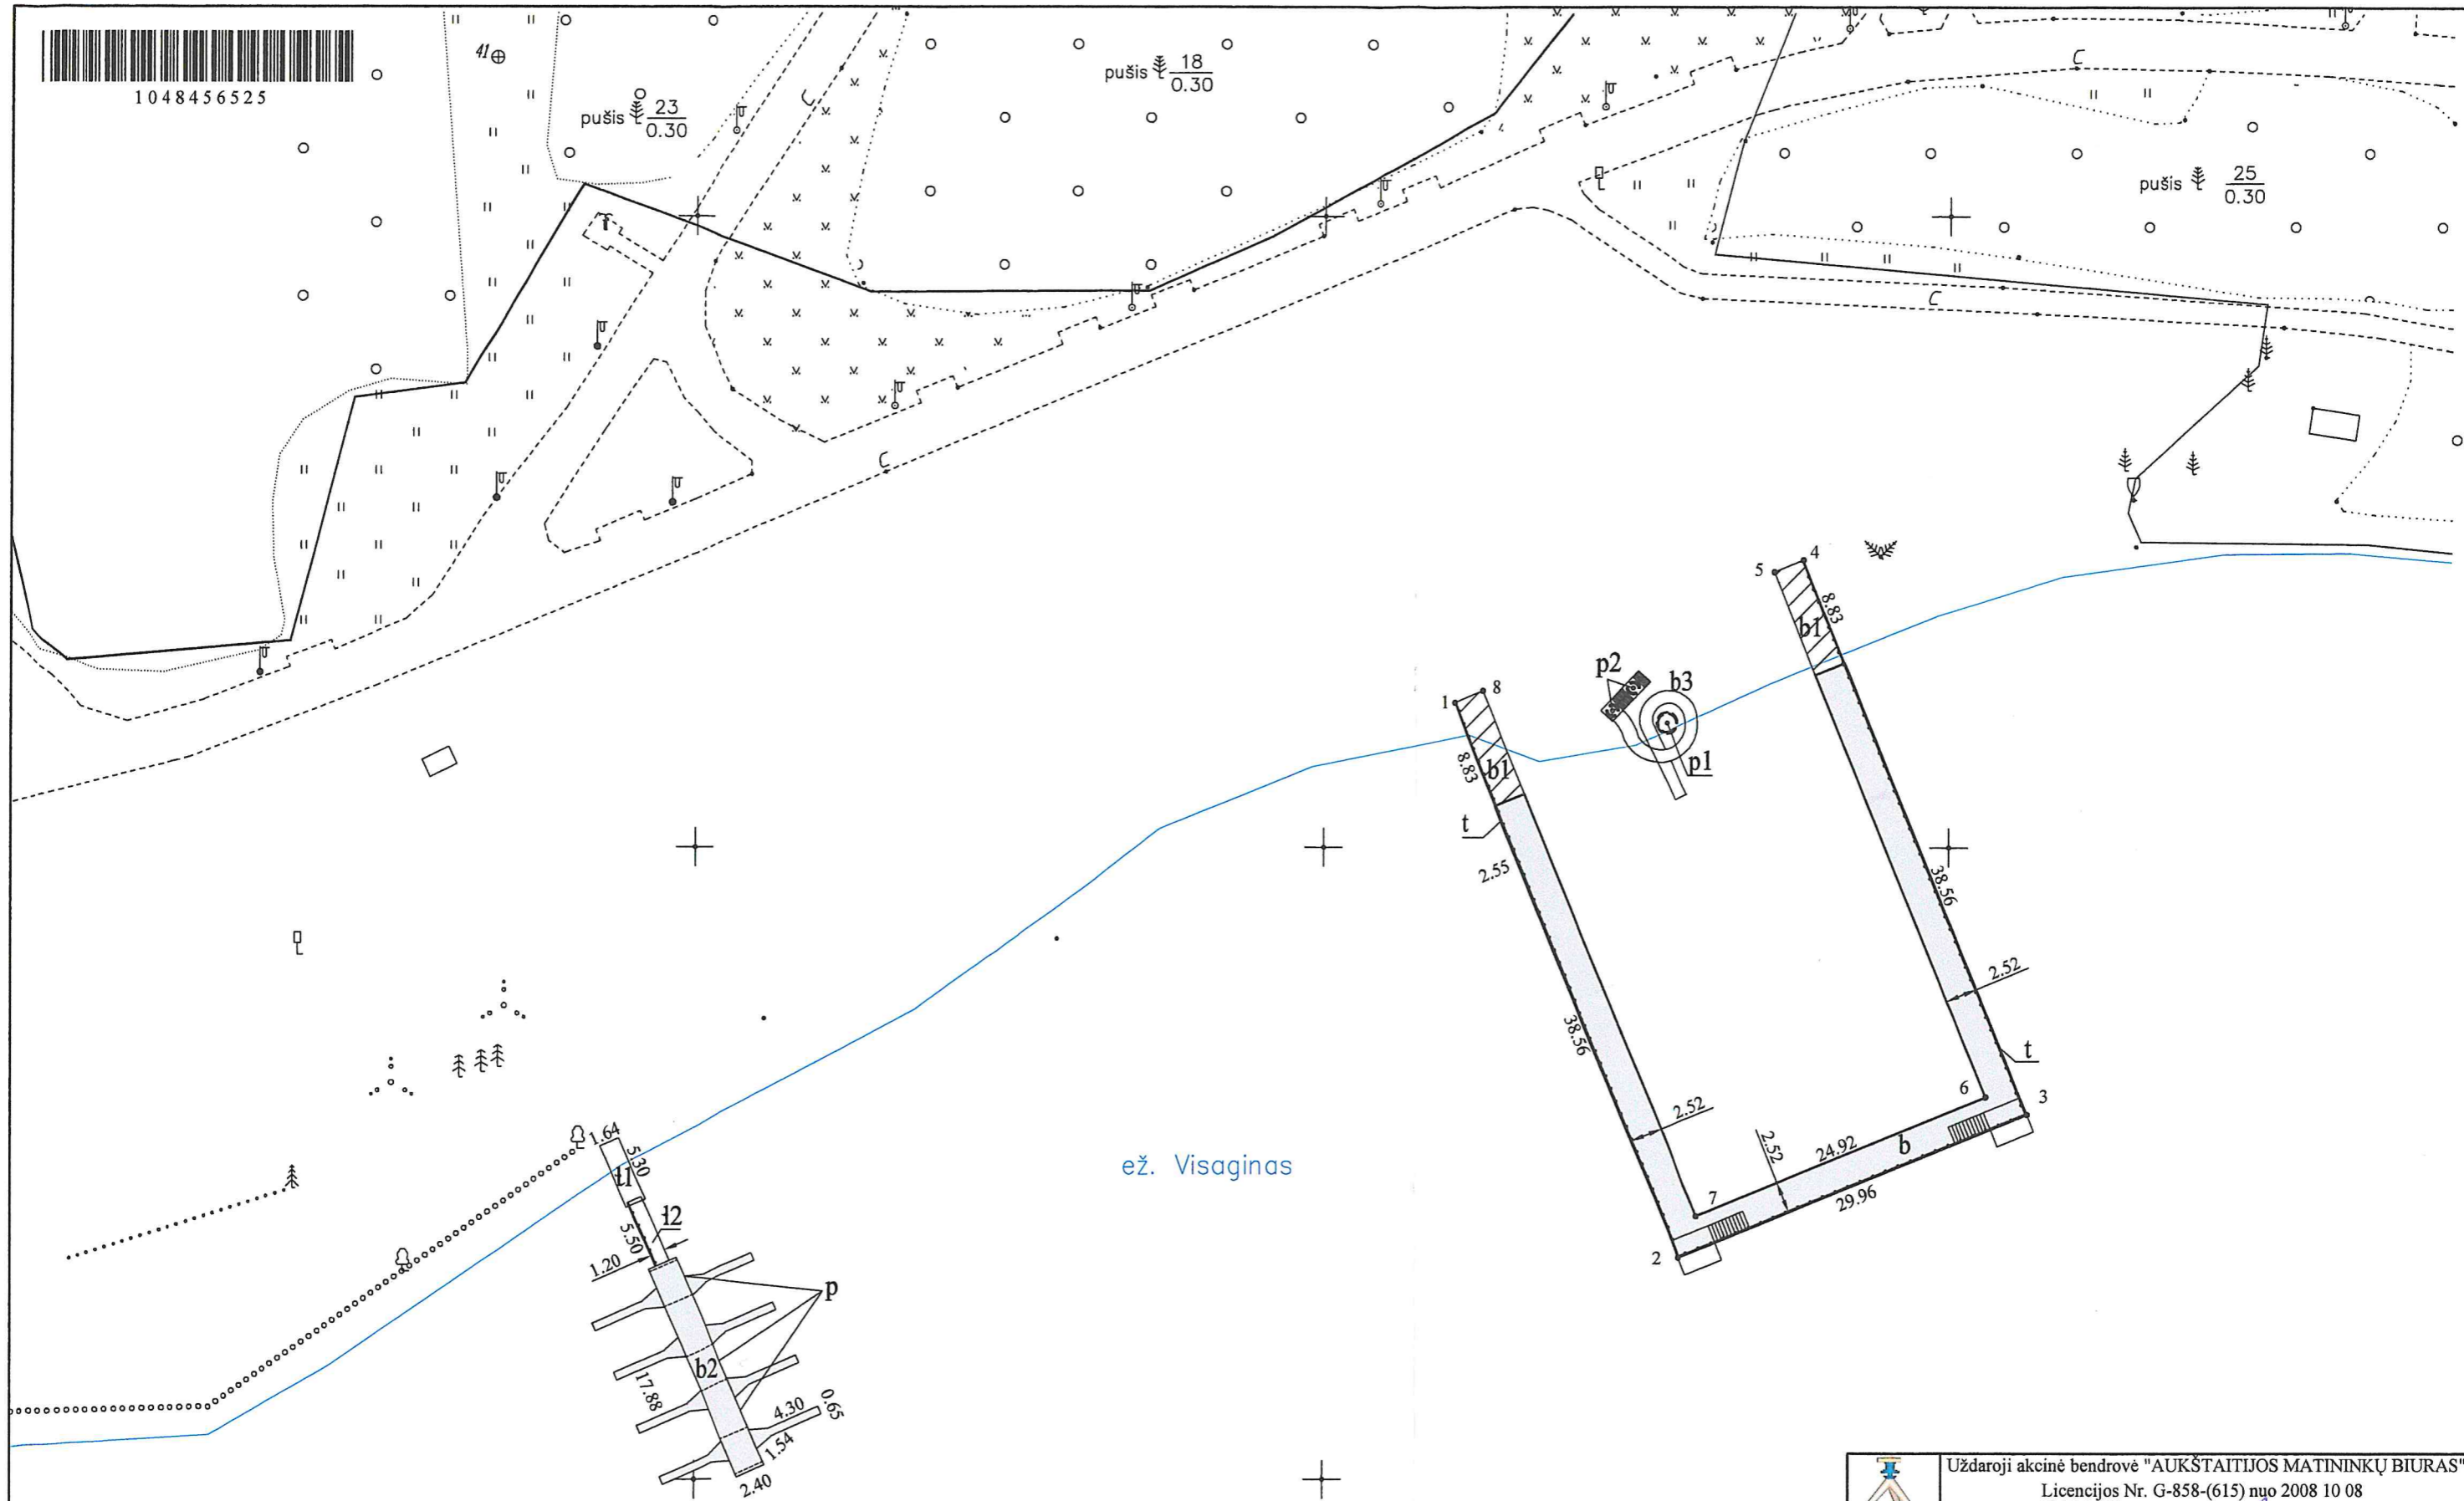 1048456525
41
pušis 23
0.30
pušis 18
0.30
pušis 25
0.30
5
4
8.83
b1
p2
b3
1
8
p1
8.83
b1
t
2.55
38.56
2.52
38.56
t
2.52
6
3
2.52
24.92
b
7
29.96
2
ež. Visaginas
1.64
5.30
t1
t2
5.50
1.20
p
b2
17.88
4.30
0.65
1.54
2.40
Uždaroji akcinė bendrovė "AUKŠTAITIJOS MATININKŲ BIURAS"
Licencijos Nr. G-858-(615) nuo 2008 10 08